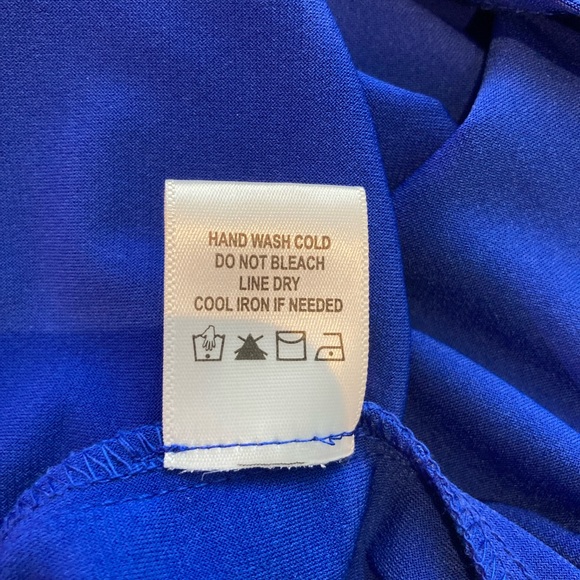 HAND WASH COLD
DO NOT BLEACH
LINE DRY
COOL IRON IF NEEDED